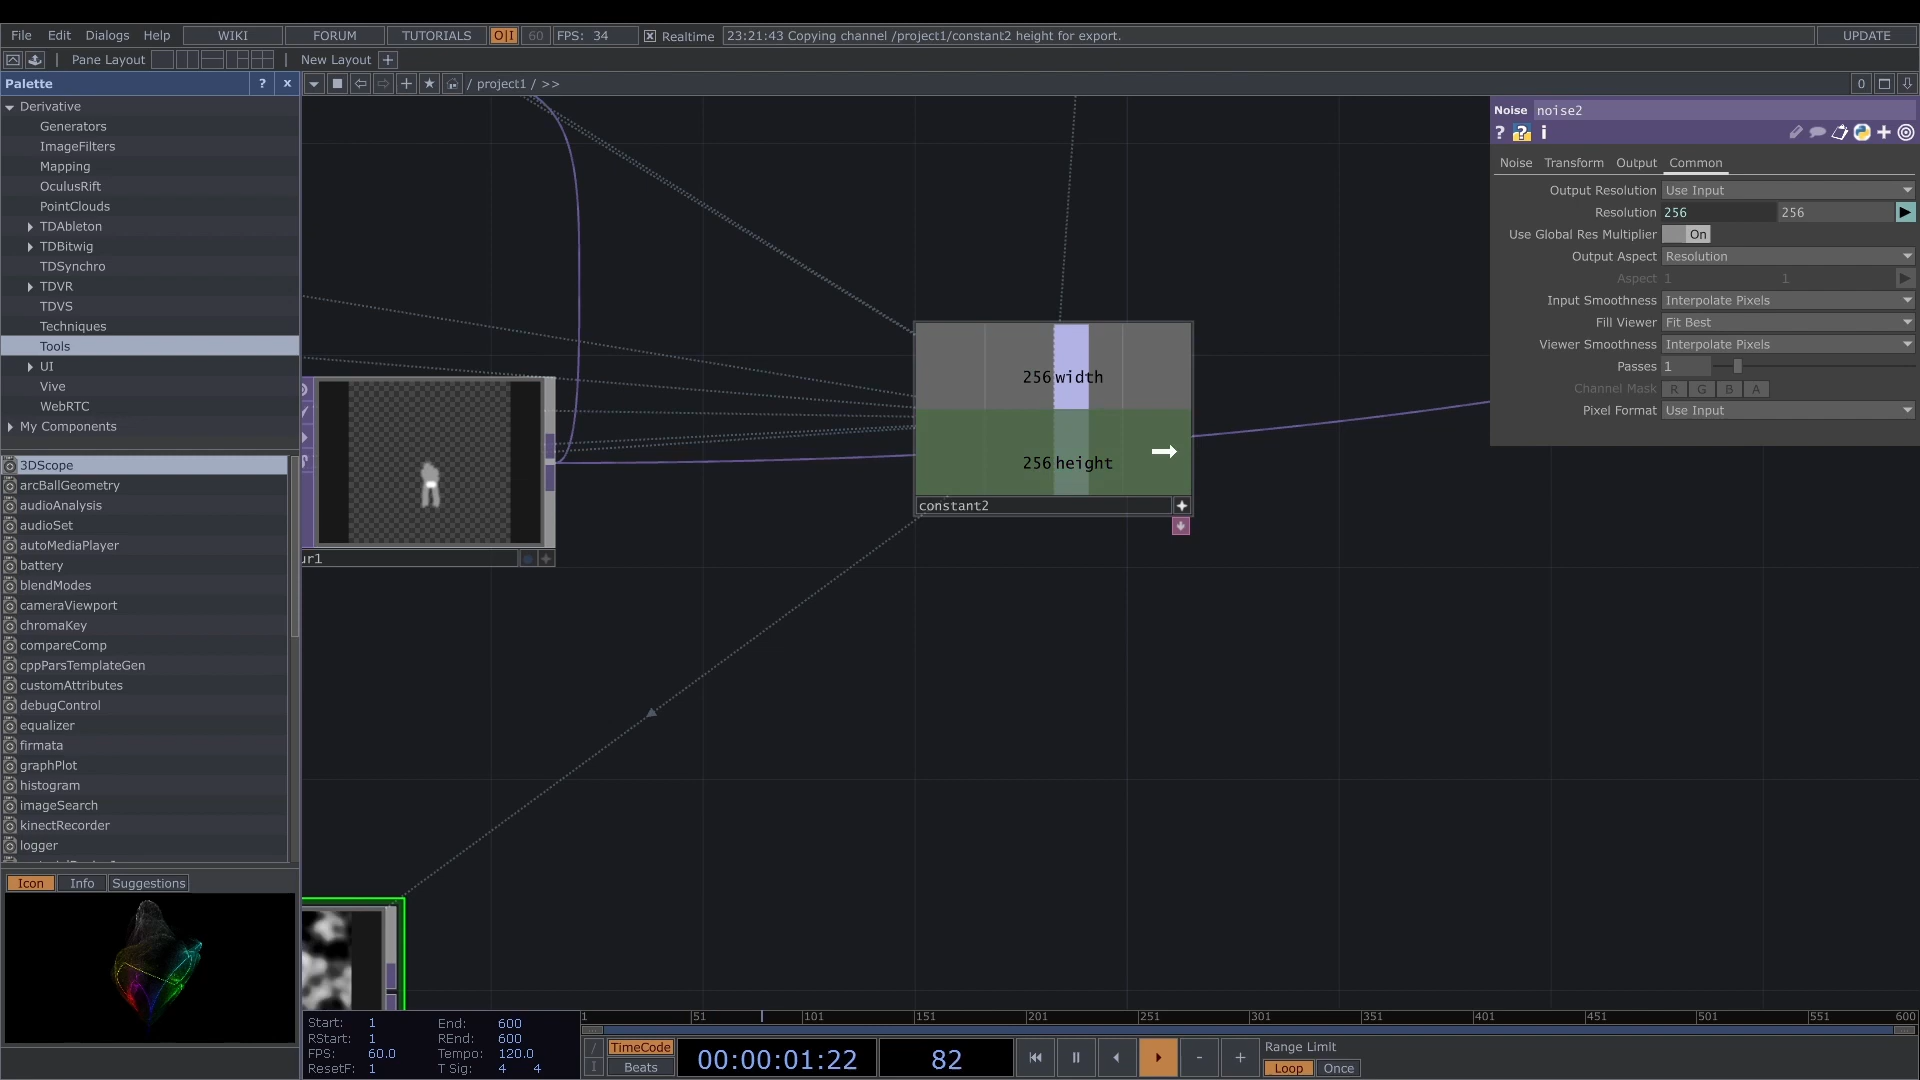 File Edit Dialogs Help WIKI FORUM TUTORIALS O|I 60 FPS: 34 Realtime 23:21:43 Copying channel /project1/constant2 height for export. UPDATE
Pane Layout New Layout +
Palette ? x / project1 / >> 0
Derivative
Generators
ImageFilters
Mapping
OculusRift
PointClouds
TDAbleton
TDBitwig
TDSynchro
TDVR
TDVS
Techniques
Tools
UI
Vive
WebRTC
My Components
3DScope
arcBallGeometry
audioAnalysis
audioSet
autoMediaPlayer
battery
blendModes
cameraViewport
chromaKey
compareComp
cppParsTemplateGen
customAttributes
debugControl
equalizer
firmata
graphPlot
histogram
imageSearch
kinectRecorder
logger
Icon Info Suggestions
ur1
256 width
256 height
constant2
Noise noise2
? ? i
Noise Transform Output Common
Output Resolution Use Input
Resolution 256 256
Use Global Res Multiplier On
Output Aspect Resolution
Aspect 1 1
Input Smoothness Interpolate Pixels
Fill Viewer Fit Best
Viewer Smoothness Interpolate Pixels
Passes 1
Channel Mask R G B A
Pixel Format Use Input
Start: 1 End: 600
RStart: 1 REnd: 600
FPS: 60.0 Tempo: 120.0
ResetF: 1 T Sig: 4 4
1 51 101 151 201 251 301 351 401 451 501 551 600
TimeCode
Beats
00:00:01:22 82
- +
Range Limit
Loop Once